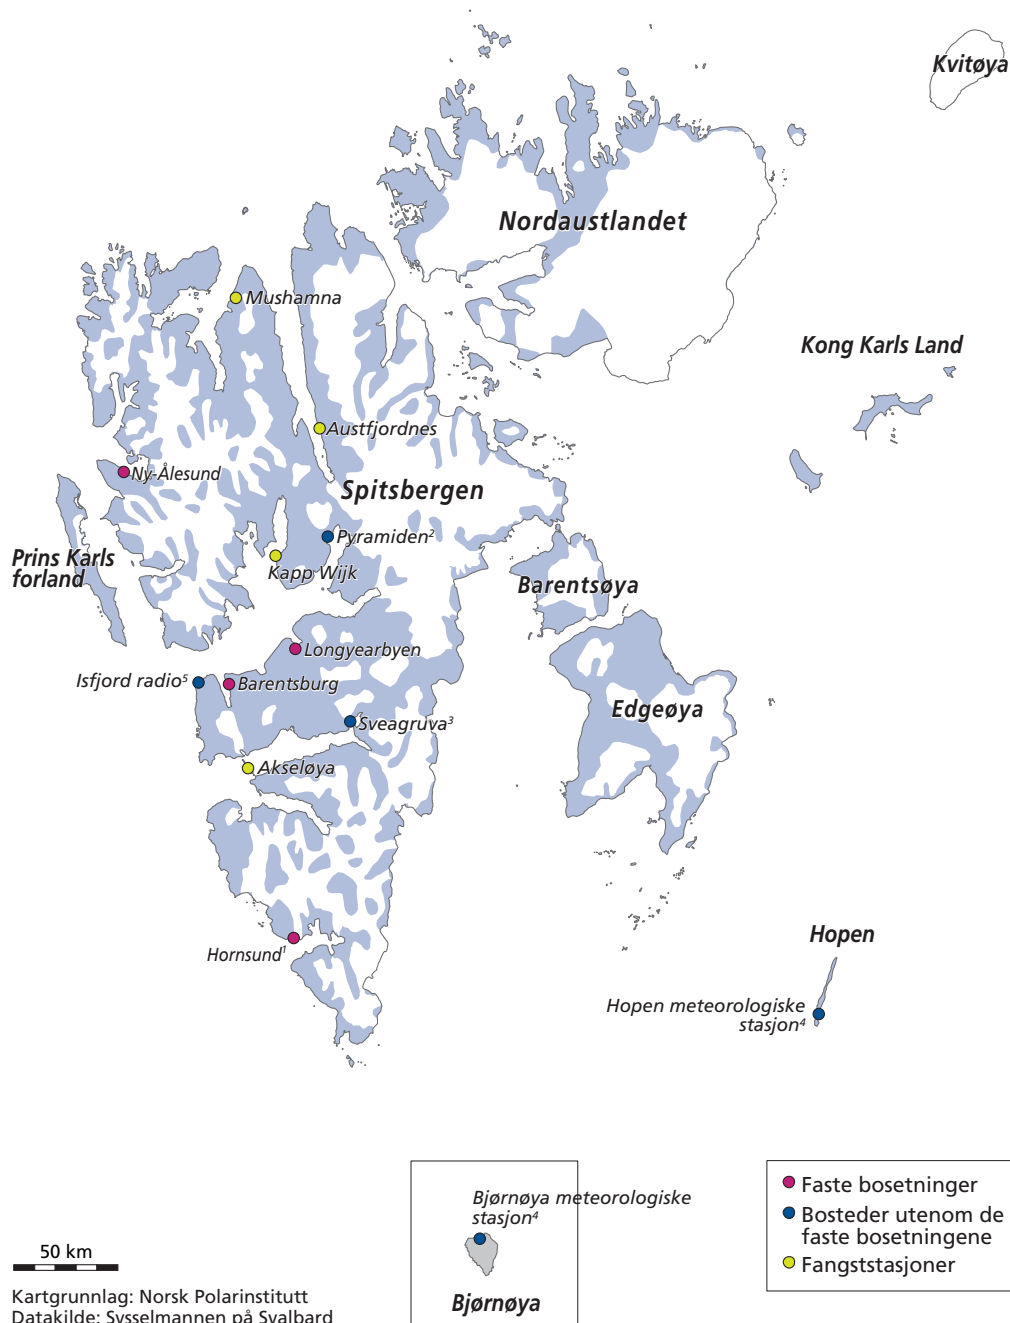 Kvitøya
Nordaustlandet
Mushamna
Kong Karls Land
Austfjordnes
Ny-Ålesund
Spitsbergen
Pyramiden²
Prins Karls
forland
Kapp Wijk
Barentsøya
Longyearbyen
Isfjord radio⁵
Barentsburg
Edgeøya
Sveagruva³
Akseløya
Hopen
Hornsund¹
Hopen meteorologiske
stasjon⁴
Bjørnøya meteorologiske
stasjon⁴
Bjørnøya
Faste bosetninger
Bosteder utenom de
faste bosetningene
Fangststasjoner
50 km
Kartgrunnlag: Norsk Polarinstitutt
Datakilde: Sysselmannen på Svalbard